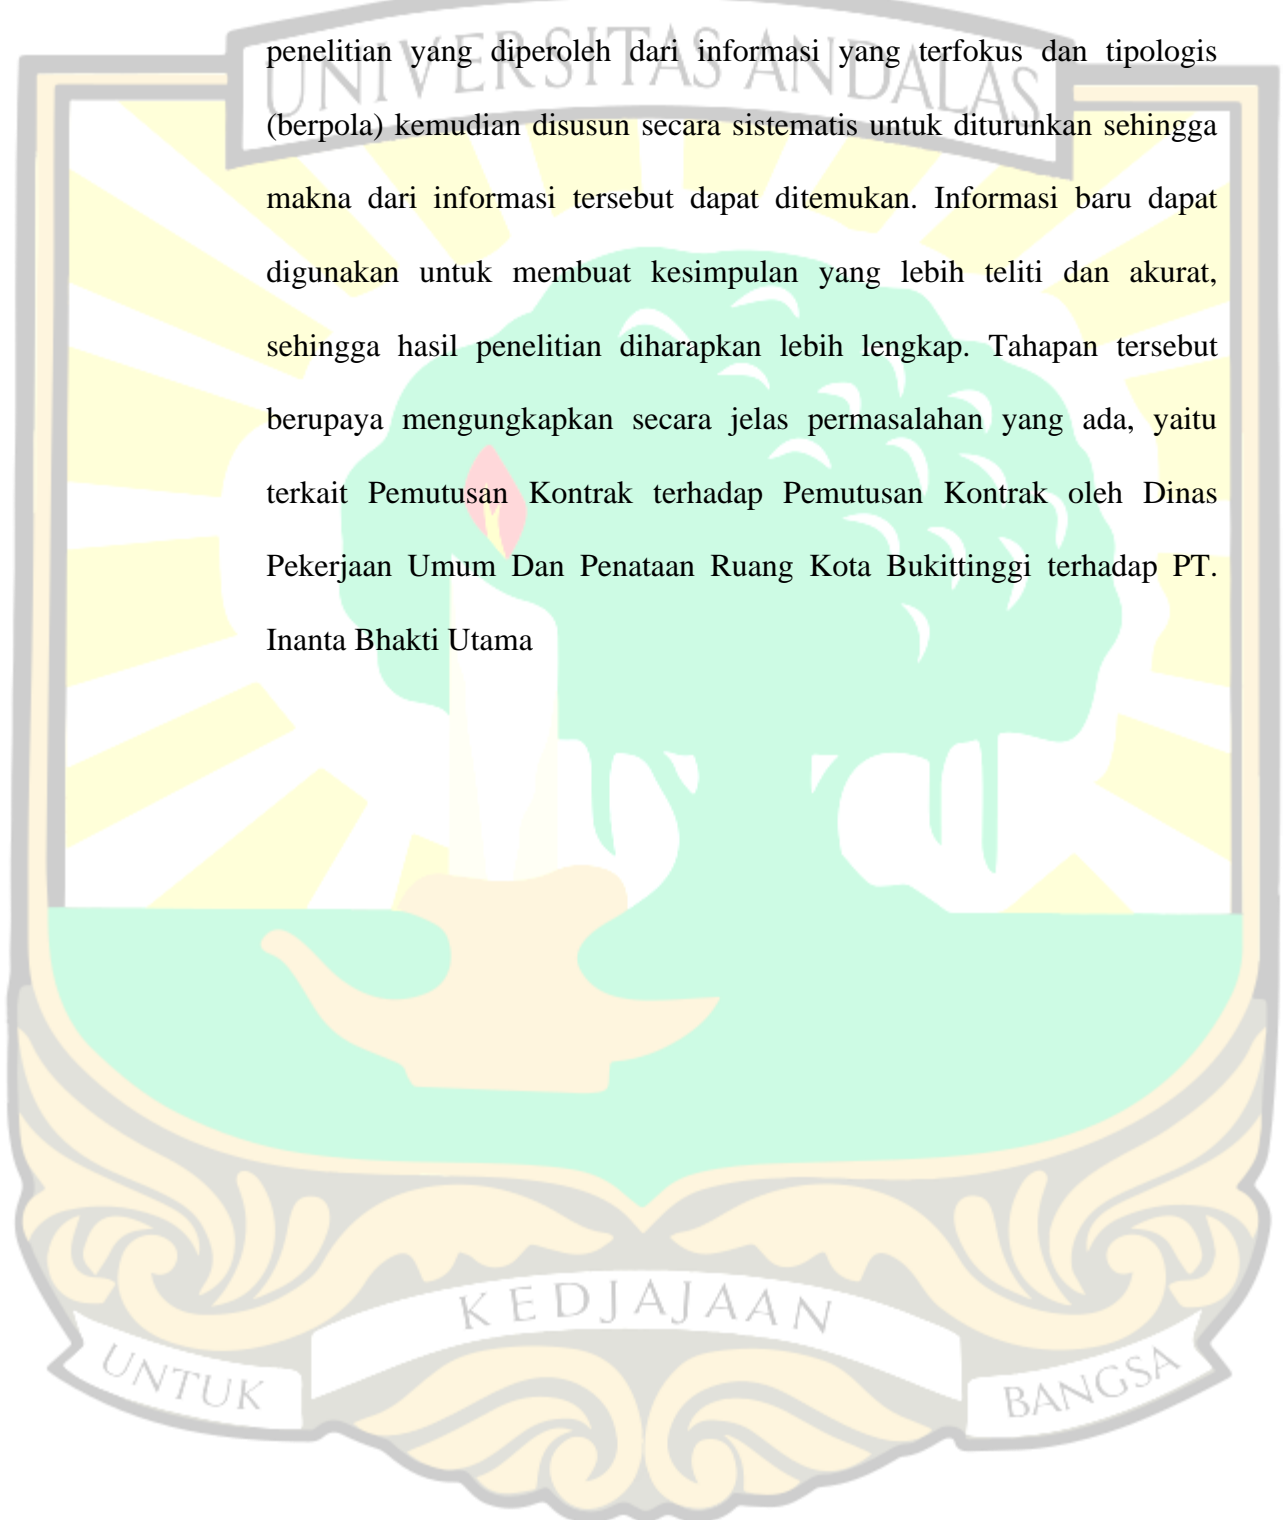 UNIVERSITAS ANDALAS
penelitian yang diperoleh dari informasi yang terfokus dan tipologis
(berpola) kemudian disusun secara sistematis untuk diturunkan sehingga
makna dari informasi tersebut dapat ditemukan. Informasi baru dapat
digunakan untuk membuat kesimpulan yang lebih teliti dan akurat,
sehingga hasil penelitian diharapkan lebih lengkap. Tahapan tersebut
berupaya mengungkapkan secara jelas permasalahan yang ada, yaitu
terkait Pemutusan Kontrak terhadap Pemutusan Kontrak oleh Dinas
Pekerjaan Umum Dan Penataan Ruang Kota Bukittinggi terhadap PT.
Inanta Bhakti Utama
UNTUK KEDJAJAAN BANGSA